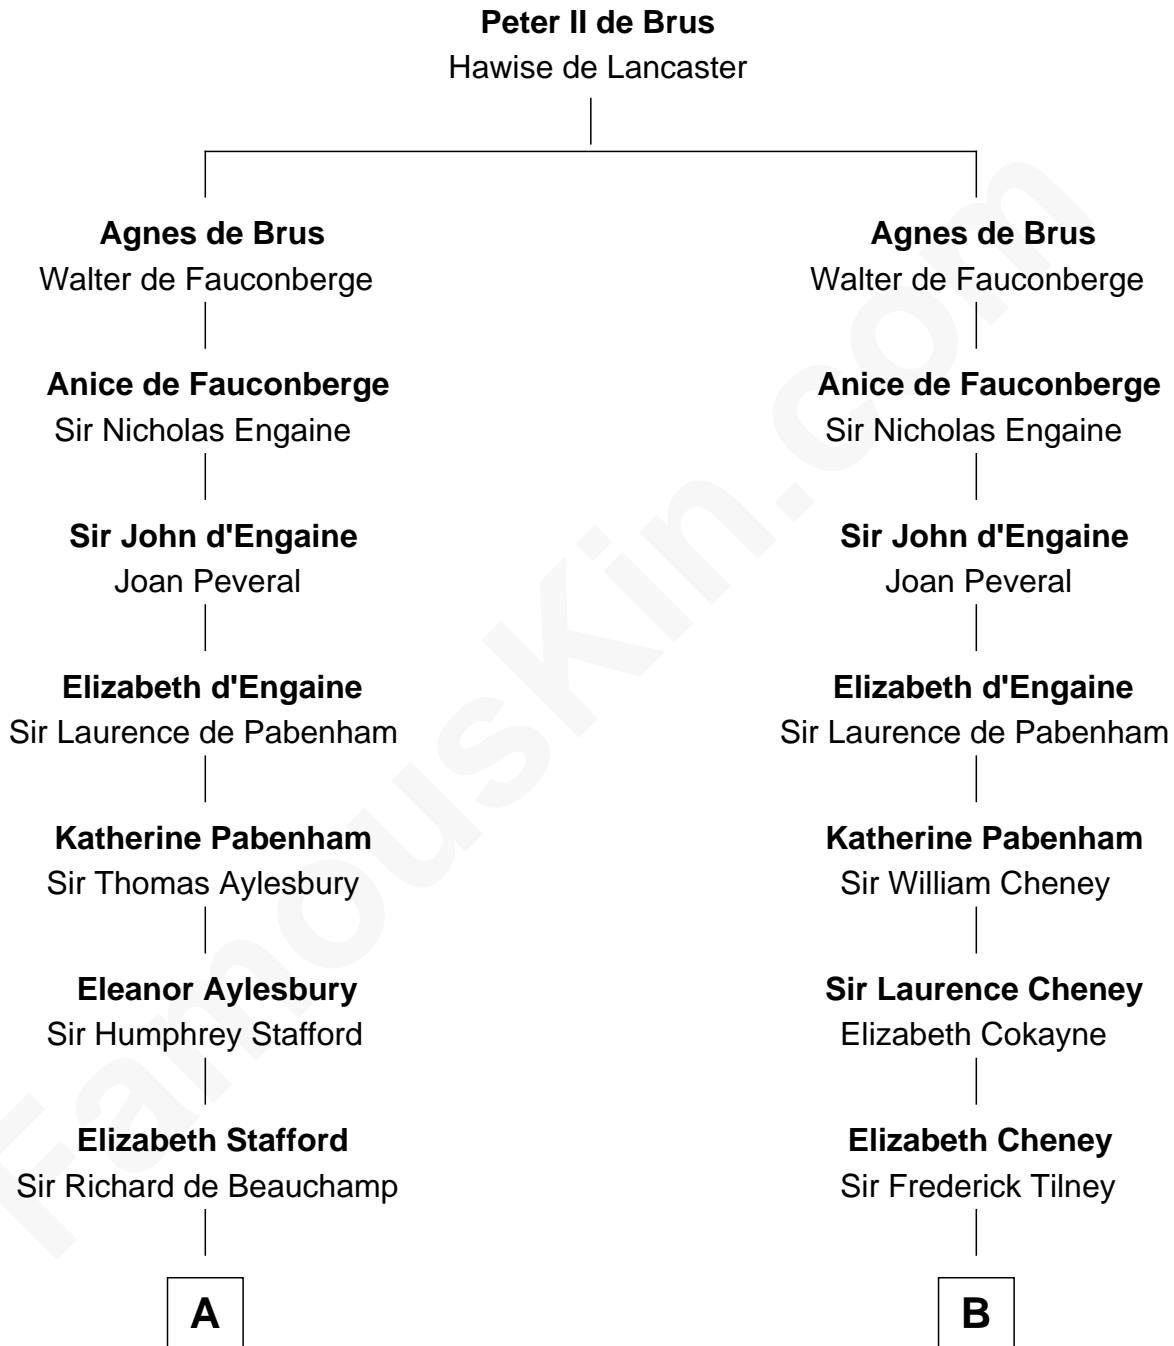 Peter II de Brus
Hawise de Lancaster
Agnes de Brus
Walter de Fauconberge
Agnes de Brus
Walter de Fauconberge
Anice de Fauconberge
Sir Nicholas Engaine
Anice de Fauconberge
Sir Nicholas Engaine
Sir John d'Engaine
Joan Peveral
Sir John d'Engaine
Joan Peveral
Elizabeth d'Engaine
Sir Laurence de Pabenham
Elizabeth d'Engaine
Sir Laurence de Pabenham
Katherine Pabenham
Sir Thomas Aylesbury
Katherine Pabenham
Sir William Cheney
Eleanor Aylesbury
Sir Humphrey Stafford
Sir Laurence Cheney
Elizabeth Cokayne
Elizabeth Stafford
Sir Richard de Beauchamp
Elizabeth Cheney
Sir Frederick Tilney
A
B
FamousKin.com